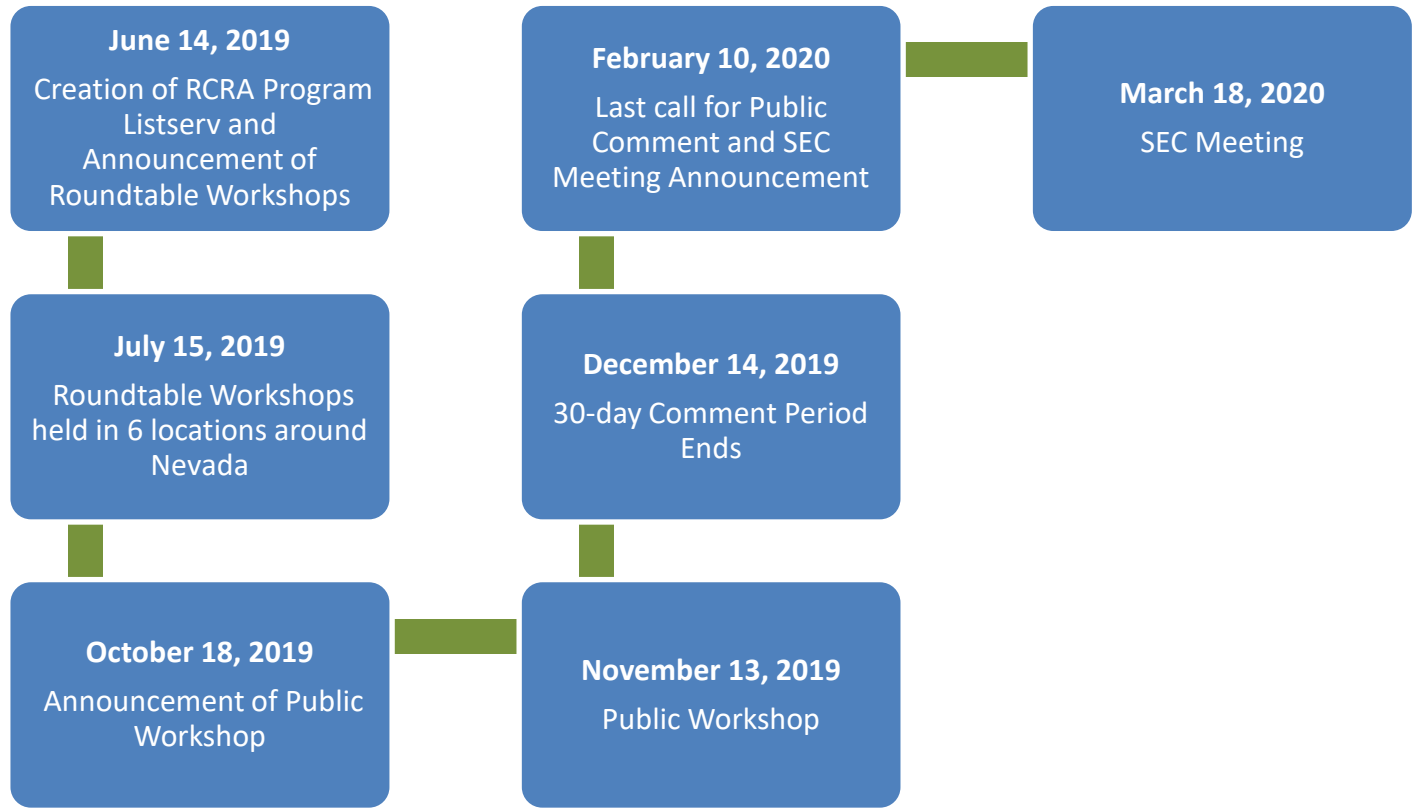 June 14, 2019
Creation of RCRA Program
Listserv and
Announcement of
Roundtable Workshops
July 15, 2019
Roundtable Workshops
held in 6 locations around
Nevada
October 18, 2019
Announcement of Public
Workshop
November 13, 2019
Public Workshop
December 14, 2019
30-day Comment Period
Ends
February 10, 2020
Last call for Public
Comment and SEC
Meeting Announcement
March 18, 2020
SEC Meeting